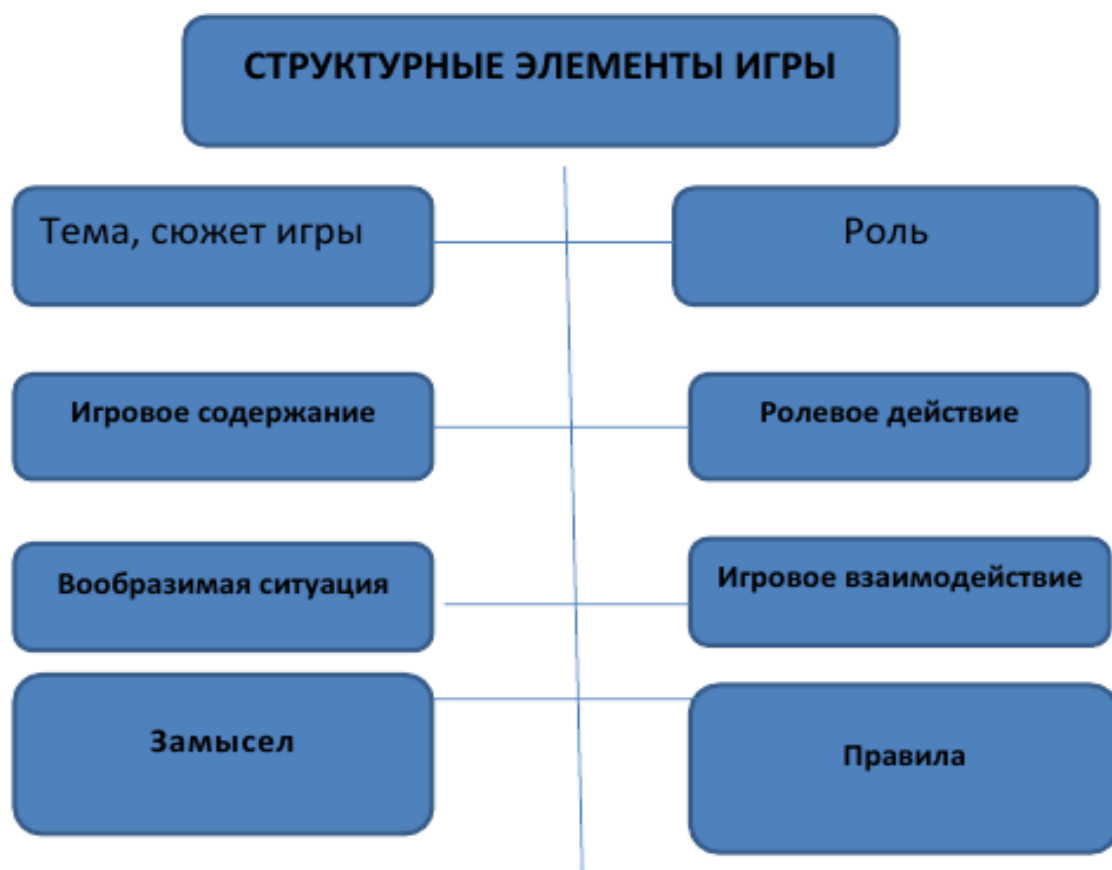 СТРУКТУРНЫЕ ЭЛЕМЕНТЫ ИГРЫ
Тема, сюжет игры
Роль
Игровое содержание
Ролевое действие
Вообразимая ситуация
Игровое взаимодействие
Замысел
Правила